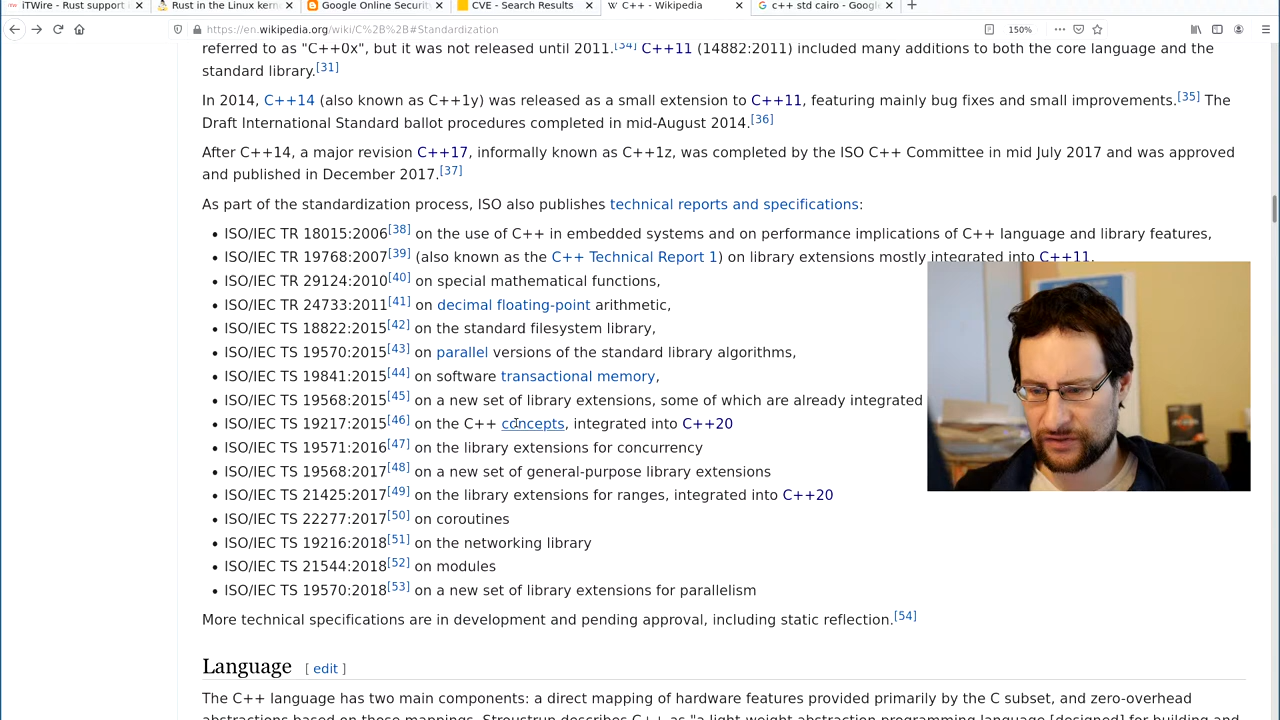 iTWire - Rust support i
Rust in the Linux kern
Google Online Securit
CVE - Search Results
W C++ - Wikipedia
c++ std cairo - Google
https://en.wikipedia.org/wiki/C%2B%2B#Standardization
150%
referred to as "C++0x", but it was not released until 2011.[34] C++11 (14882:2011) included many additions to both the core language and the
standard library.[31]
In 2014, C++14 (also known as C++1y) was released as a small extension to C++11, featuring mainly bug fixes and small improvements.[35] The
Draft International Standard ballot procedures completed in mid-August 2014.[36]
After C++14, a major revision C++17, informally known as C++1z, was completed by the ISO C++ Committee in mid July 2017 and was approved
and published in December 2017.[37]
As part of the standardization process, ISO also publishes technical reports and specifications:
• ISO/IEC TR 18015:2006[38] on the use of C++ in embedded systems and on performance implications of C++ language and library features,
• ISO/IEC TR 19768:2007[39] (also known as the C++ Technical Report 1) on library extensions mostly integrated into C++11,
• ISO/IEC TR 29124:2010[40] on special mathematical functions,
• ISO/IEC TR 24733:2011[41] on decimal floating-point arithmetic,
• ISO/IEC TS 18822:2015[42] on the standard filesystem library,
• ISO/IEC TS 19570:2015[43] on parallel versions of the standard library algorithms,
• ISO/IEC TS 19841:2015[44] on software transactional memory,
• ISO/IEC TS 19568:2015[45] on a new set of library extensions, some of which are already integrated
• ISO/IEC TS 19217:2015[46] on the C++ concepts, integrated into C++20
• ISO/IEC TS 19571:2016[47] on the library extensions for concurrency
• ISO/IEC TS 19568:2017[48] on a new set of general-purpose library extensions
• ISO/IEC TS 21425:2017[49] on the library extensions for ranges, integrated into C++20
• ISO/IEC TS 22277:2017[50] on coroutines
• ISO/IEC TS 19216:2018[51] on the networking library
• ISO/IEC TS 21544:2018[52] on modules
• ISO/IEC TS 19570:2018[53] on a new set of library extensions for parallelism
More technical specifications are in development and pending approval, including static reflection.[54]
Language [ edit ]
The C++ language has two main components: a direct mapping of hardware features provided primarily by the C subset, and zero-overhead
abstractions based on those mappings. Stroustrup describes C++ as "a light-weight abstraction programming language [designed] for building and